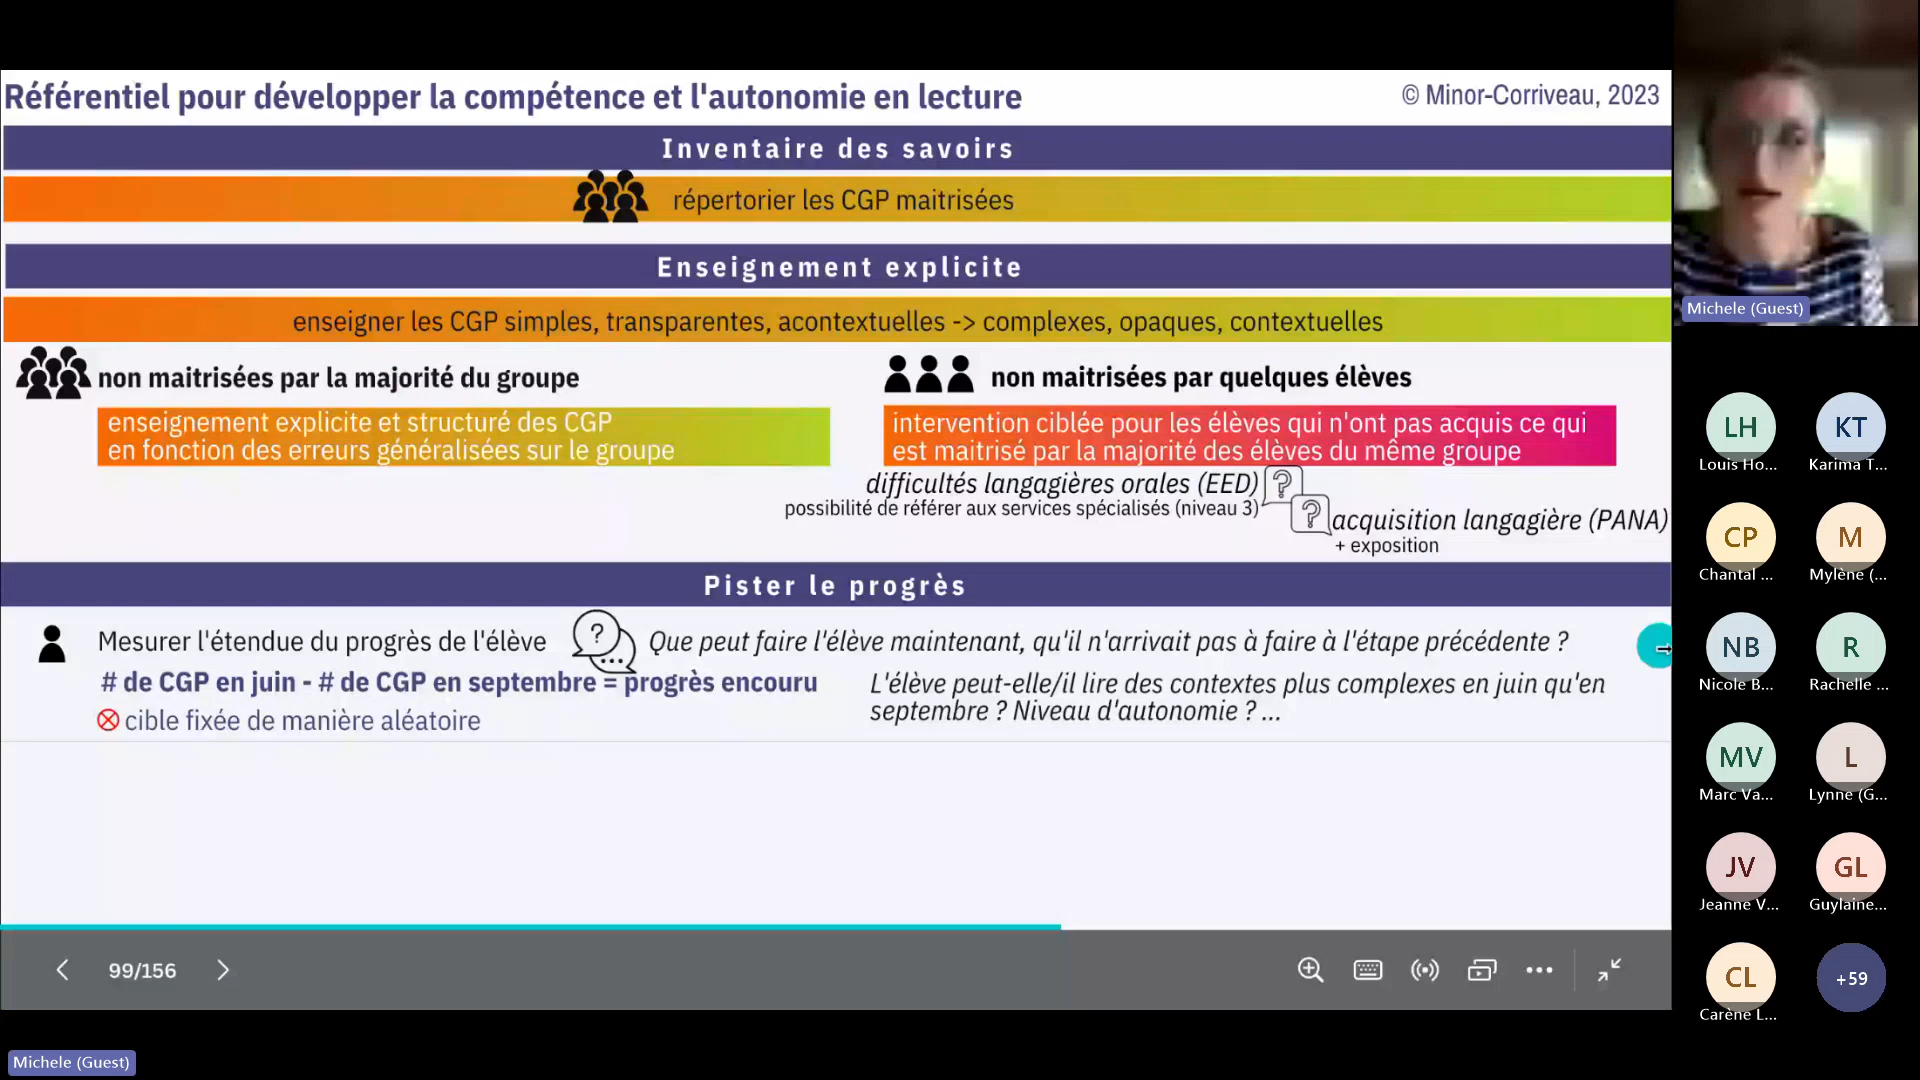 Référentiel pour développer la compétence et l'autonomie en lecture
© Minor-Corriveau, 2023
Inventaire des savoirs
répertorier les CGP maitrisées
Enseignement explicite
enseigner les CGP simples, transparentes, acontextuelles -> complexes, opaques, contextuelles
non maitrisées par la majorité du groupe
enseignement explicite et structuré des CGP
en fonction des erreurs généralisées sur le groupe
non maitrisées par quelques élèves
intervention ciblée pour les élèves qui n'ont pas acquis ce qui
est maitrisé par la majorité des élèves du même groupe
difficultés langagières orales (EED)
possibilité de référer aux services spécialisés (niveau 3)
?
?
acquisition langagière (PANA)
+ exposition
Pister le progrès
Mesurer l'étendue du progrès de l'élève
?
Que peut faire l'élève maintenant, qu'il n'arrivait pas à faire à l'étape précédente ?
# de CGP en juin - # de CGP en septembre = progrès encouru
cible fixée de manière aléatoire
L'élève peut-elle/il lire des contextes plus complexes en juin qu'en
septembre ? Niveau d'autonomie ? ...
99/156
Michele (Guest)
Michele (Guest)
LH
Louis Ho...
KT
Karima T...
CP
Chantal ...
M
Mylène (...
NB
Nicole B...
R
Rachelle ...
MV
Marc Va...
L
Lynne (G...
JV
Jeanne V...
GL
Guylaine...
CL
Carène L...
+59